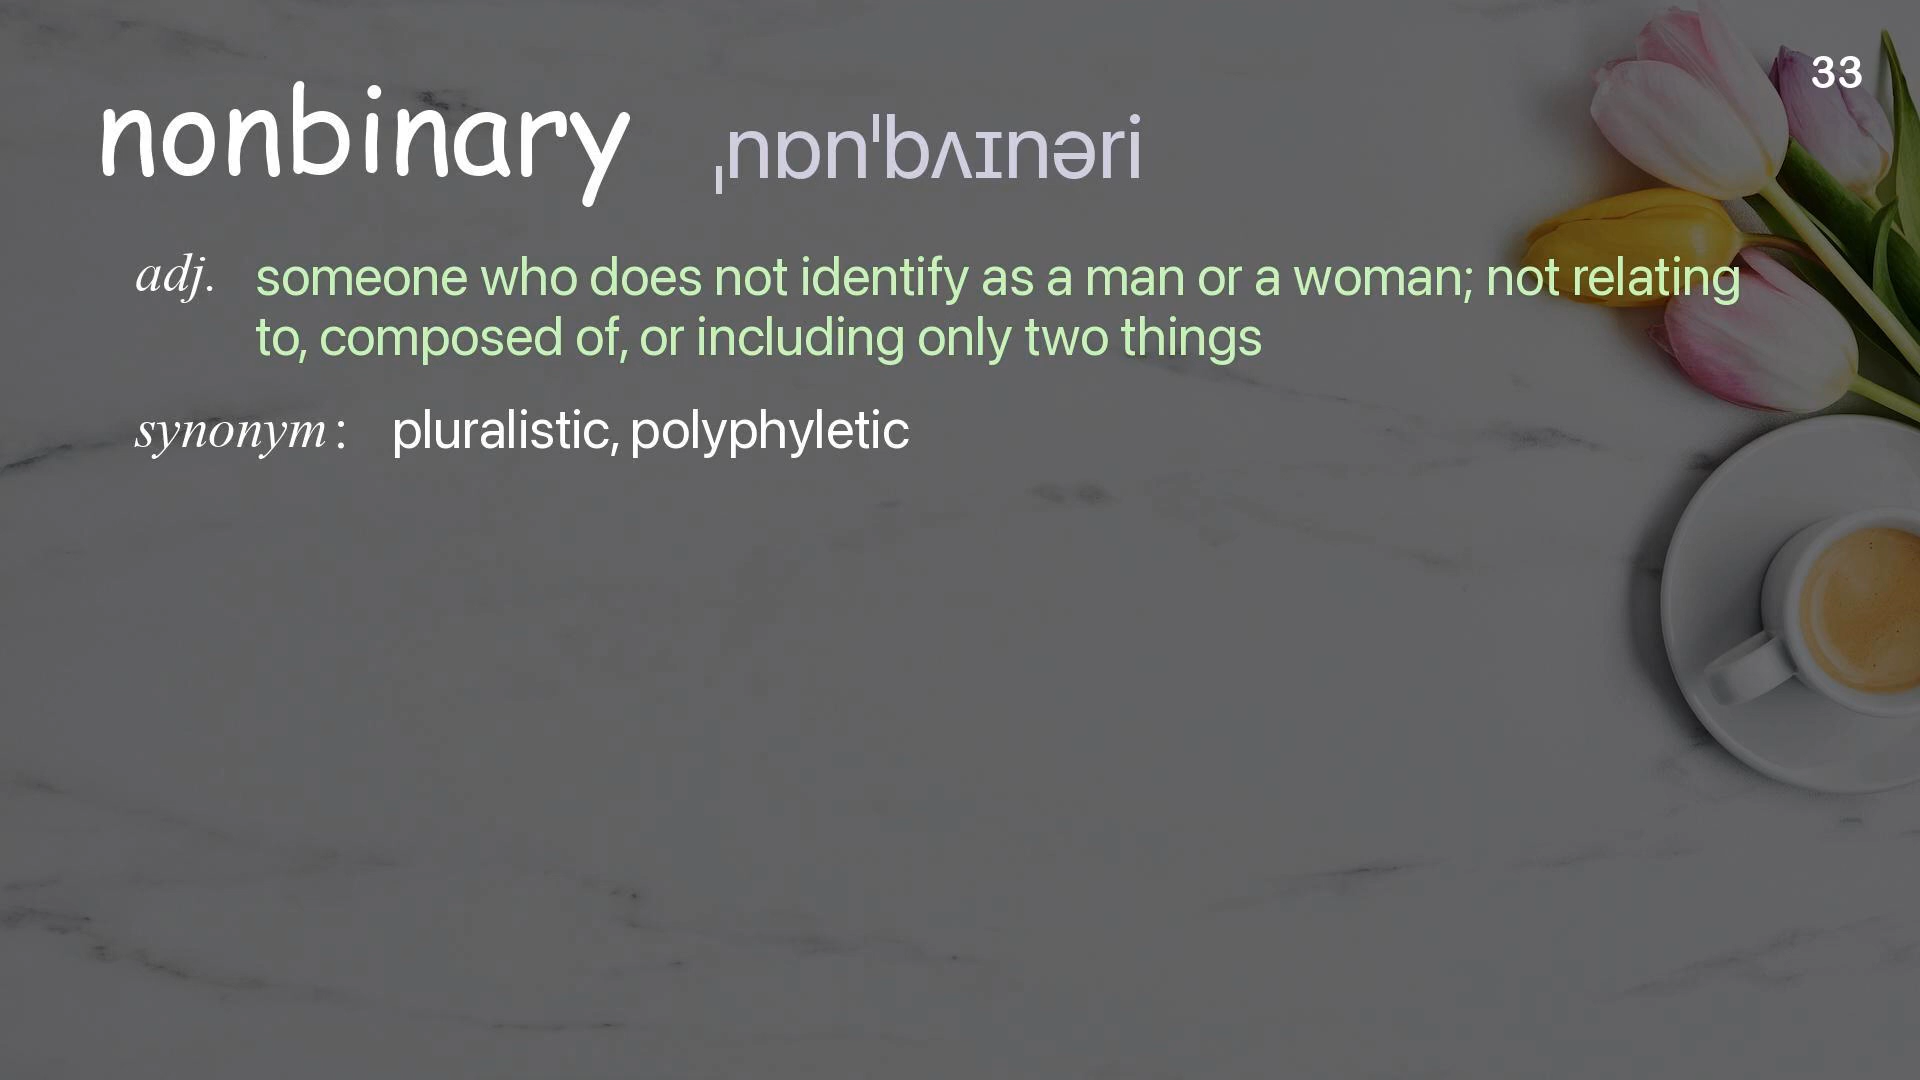 33
nonbinary ˌnɒnˈbʌɪnəri
adj. someone who does not identify as a man or a woman; not relating
to, composed of, or including only two things
synonym: pluralistic, polyphyletic